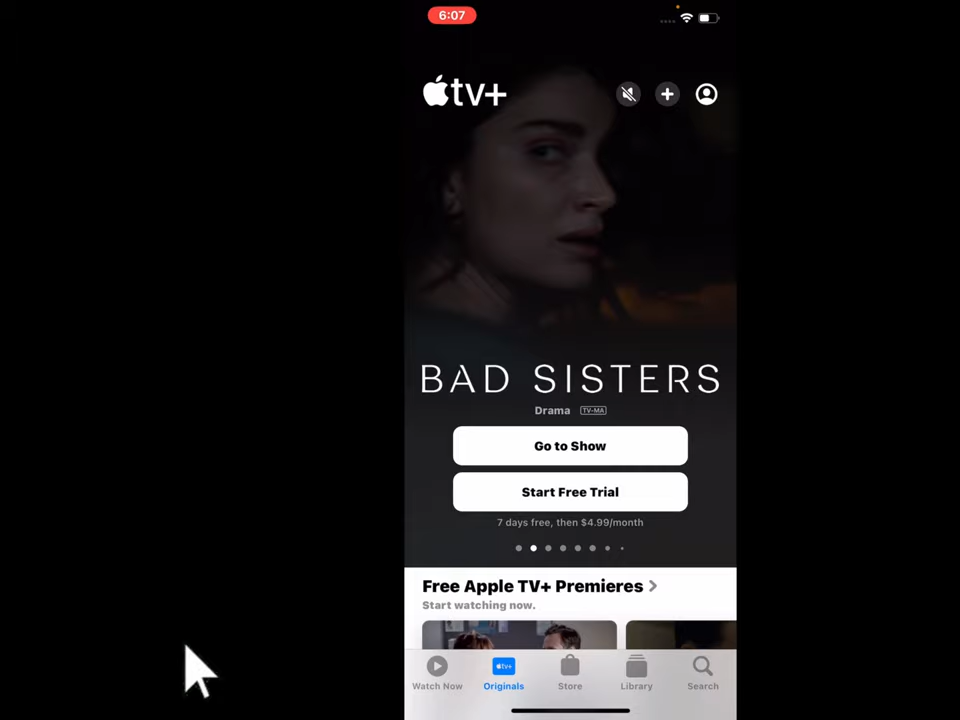 6:07
tv+
BAD SISTERS
Drama TV-MA
Go to Show
Start Free Trial
7 days free, then $4.99/month
Free Apple TV+ Premieres >
Start watching now.
tv+
Watch Now Originals Store Library Search